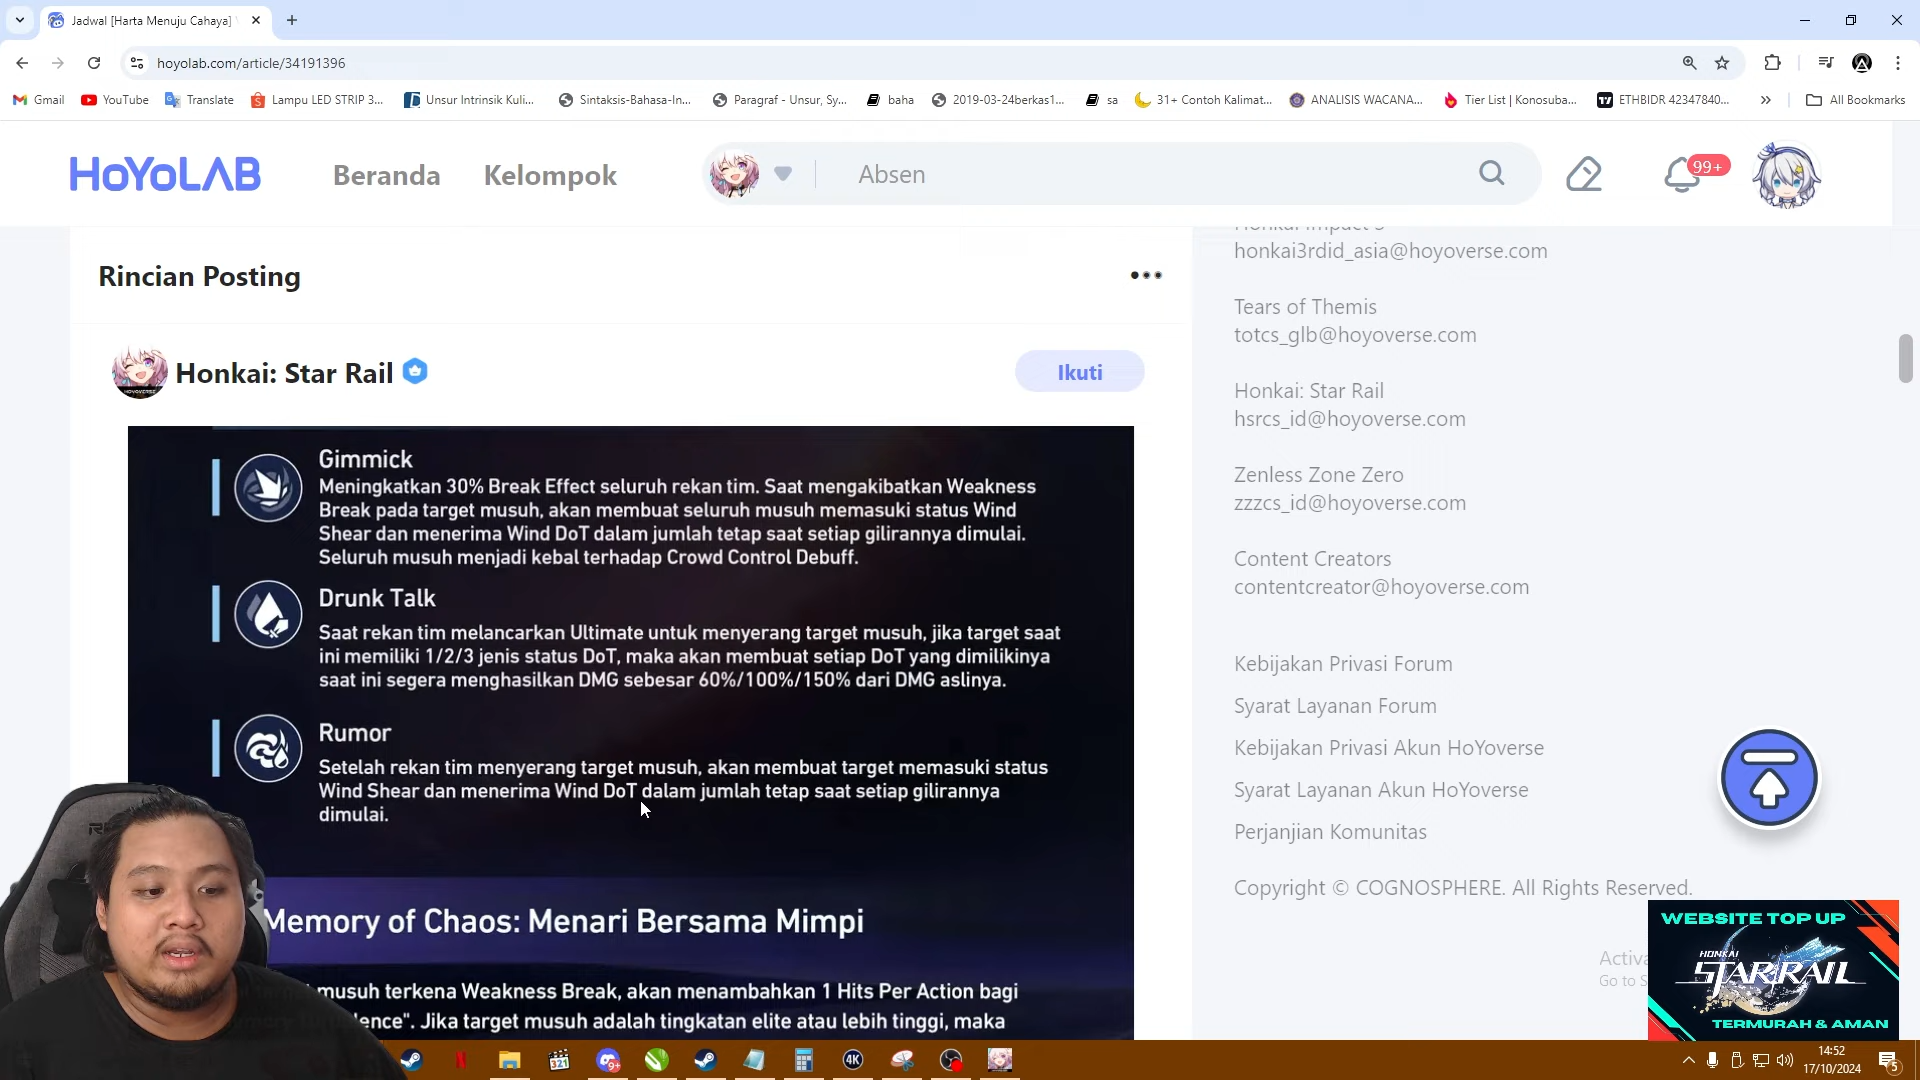 Jadwal [Harta Menuju Cahaya]
hoyolab.com/article/34191396
Gmail
YouTube
Translate
Lampu LED STRIP 3...
Unsur Intrinsik Kuli...
Sintaksis-Bahasa-In...
Paragraf - Unsur, Sy...
baha
2019-03-24berkas1...
sa
31+ Contoh Kalimat...
ANALISIS WACANA...
Tier List | Konosuba...
ETHBIDR 42347840...
All Bookmarks
HoYoLAB
Beranda
Kelompok
Absen
99+
Rincian Posting
Honkai: Star Rail
Ikuti
Gimmick
Meningkatkan 30% Break Effect seluruh rekan tim. Saat mengakibatkan Weakness
Break pada target musuh, akan membuat seluruh musuh memasuki status Wind
Shear dan menerima Wind DoT dalam jumlah tetap saat setiap gilirannya dimulai.
Seluruh musuh menjadi kebal terhadap Crowd Control Debuff.
Drunk Talk
Saat rekan tim melancarkan Ultimate untuk menyerang target musuh, jika target saat
ini memiliki 1/2/3 jenis status DoT, maka akan membuat setiap DoT yang dimilikinya
saat ini segera menghasilkan DMG sebesar 60%/100%/150% dari DMG aslinya.
Rumor
Setelah rekan tim menyerang target musuh, akan membuat target memasuki status
Wind Shear dan menerima Wind DoT dalam jumlah tetap saat setiap gilirannya
dimulai.
Memory of Chaos: Menari Bersama Mimpi
musuh terkena Weakness Break, akan menambahkan 1 Hits Per Action bagi
lence". Jika target musuh adalah tingkatan elite atau lebih tinggi, maka
honkai3rdid_asia@hoyoverse.com
Tears of Themis
totcs_glb@hoyoverse.com
Honkai: Star Rail
hsrcs_id@hoyoverse.com
Zenless Zone Zero
zzzcs_id@hoyoverse.com
Content Creators
contentcreator@hoyoverse.com
Kebijakan Privasi Forum
Syarat Layanan Forum
Kebijakan Privasi Akun HoYoverse
Syarat Layanan Akun HoYoverse
Perjanjian Komunitas
Copyright © COGNOSPHERE. All Rights Reserved.
Activa
Go to S
WEBSITE TOP UP
HONKAI
STAR RAIL
TERMURAH & AMAN
321
9+
4K
14:52
17/10/2024
5